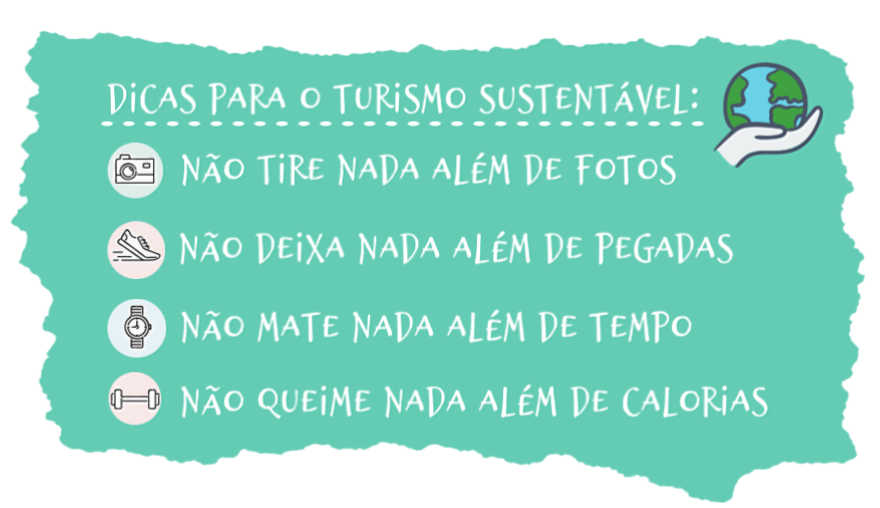 DiCAS PARA O TURiSMO SUSTENTÁVEL:
NÃO TiRE NADA ALÉM DE FOTOS
NÃO DEiXA NADA ALÉM DE PEGADAS
NÃO MATE NADA ALÉM DE TEMPO
NÃO QUEiME NADA ALÉM DE CALORiAS